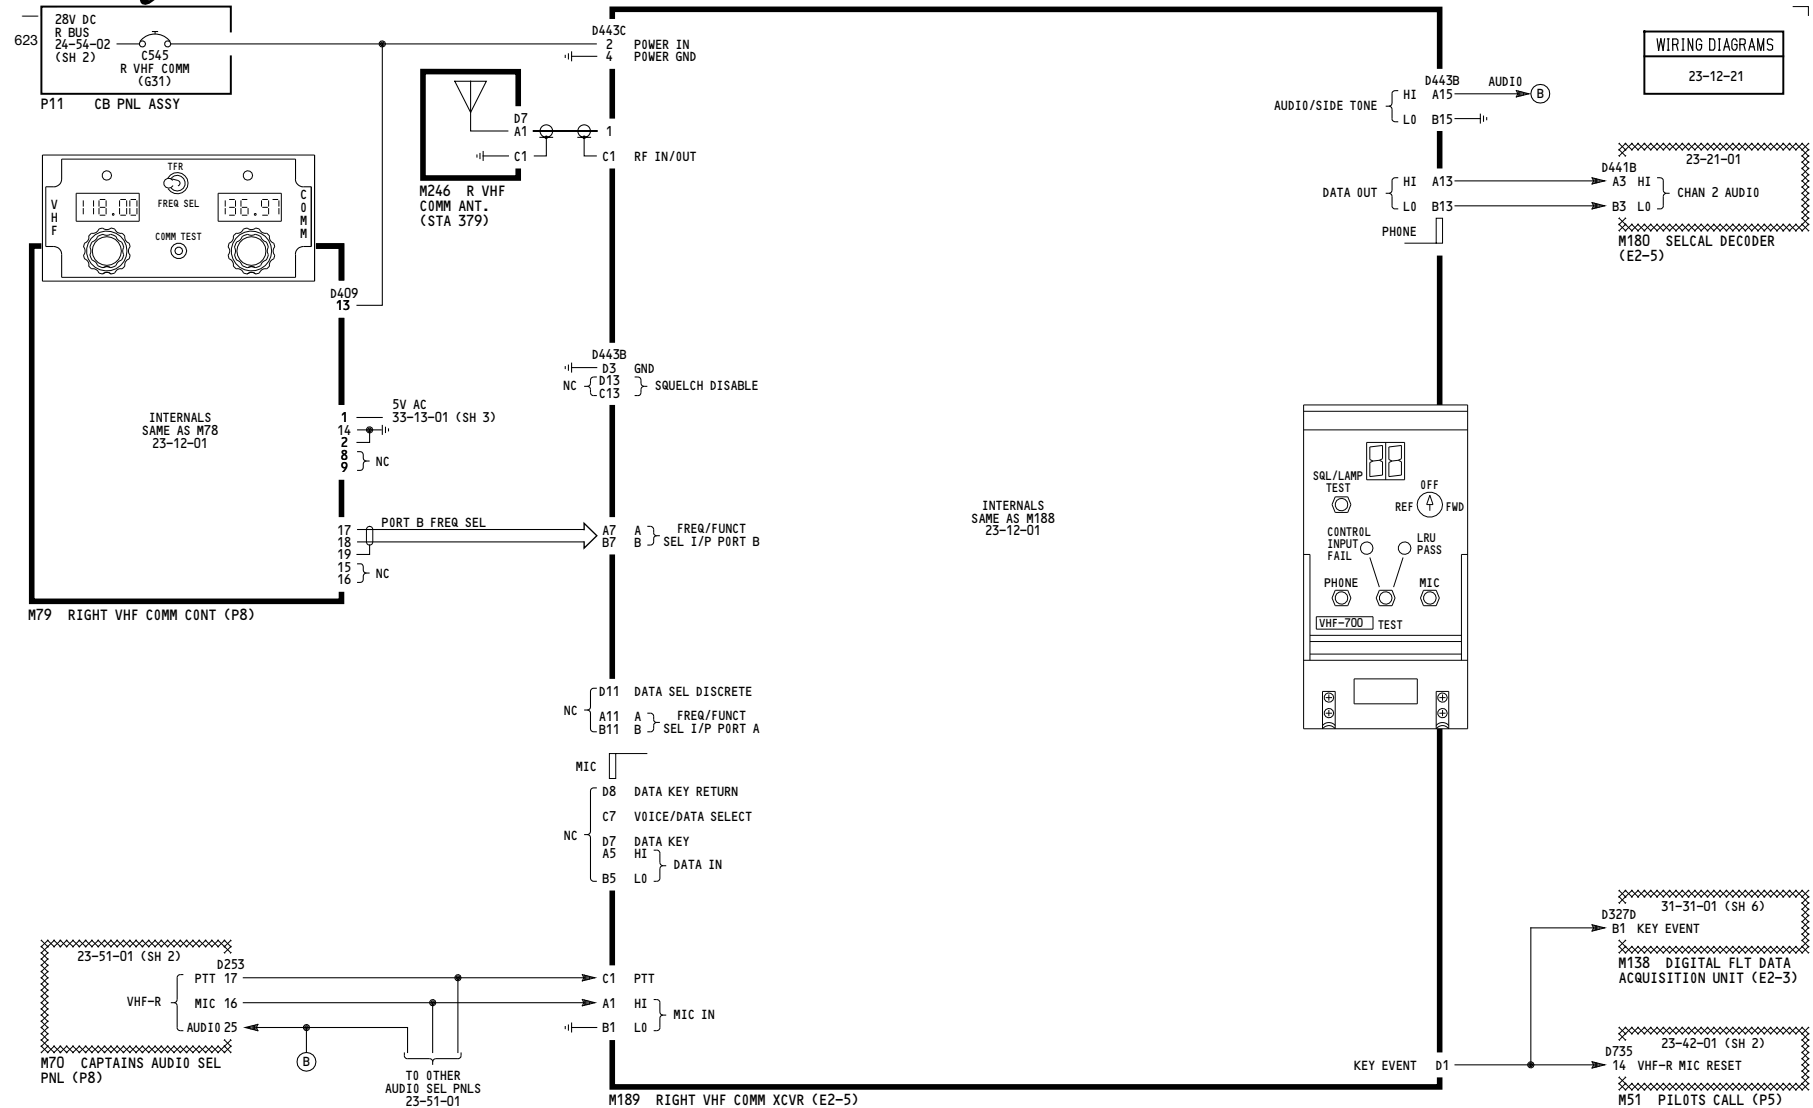 623
28V DC
R BUS
24-54-02
(SH 2)
C545
R VHF COMM
(G31)
P11 CB PNL ASSY
D443C
2 POWER IN
4 POWER GND
WIRING DIAGRAMS
23-12-21
D7
A1
1
C1
C1 RF IN/OUT
M246 R VHF
COMM ANT.
(STA 379)
D443B
AUDIO/SIDE TONE
HI A15
AUDIO
B
LO B15
DATA OUT
HI A13
LO B13
PHONE
23-21-01
D441B
A3 HI
B3 LO
CHAN 2 AUDIO
M180 SELCAL DECODER
(E2-5)
VHF
COMM
TFR
118.00
FREQ SEL
136.97
COMM TEST
D409
13
INTERNALS
SAME AS M78
23-12-01
1
5V AC
33-13-01 (SH 3)
14
2
8
9
NC
17
PORT B FREQ SEL
18
19
15
16
NC
M79 RIGHT VHF COMM CONT (P8)
D443B
D3 GND
NC
D13
C13
SQUELCH DISABLE
A7 A
B7 B
FREQ/FUNCT
SEL I/P PORT B
INTERNALS
SAME AS M188
23-12-01
SQL/LAMP
TEST
OFF
REF
FWD
CONTROL
INPUT
FAIL
LRU
PASS
PHONE
MIC
VHF-700
TEST
NC
D11 DATA SEL DISCRETE
A11 A
B11 B
FREQ/FUNCT
SEL I/P PORT A
MIC
NC
D8 DATA KEY RETURN
C7 VOICE/DATA SELECT
D7 DATA KEY
A5 HI
DATA IN
B5 LO
23-51-01 (SH 2)
D253
VHF-R
PTT 17
MIC 16
AUDIO 25
M70 CAPTAINS AUDIO SEL
PNL (P8)
B
TO OTHER
AUDIO SEL PNLS
23-51-01
C1 PTT
A1 HI
B1 LO
MIC IN
M189 RIGHT VHF COMM XCVR (E2-5)
KEY EVENT D1
31-31-01 (SH 6)
D327D
B1 KEY EVENT
M138 DIGITAL FLT DATA
ACQUISITION UNIT (E2-3)
23-42-01 (SH 2)
D735
14 VHF-R MIC RESET
M51 PILOTS CALL (P5)